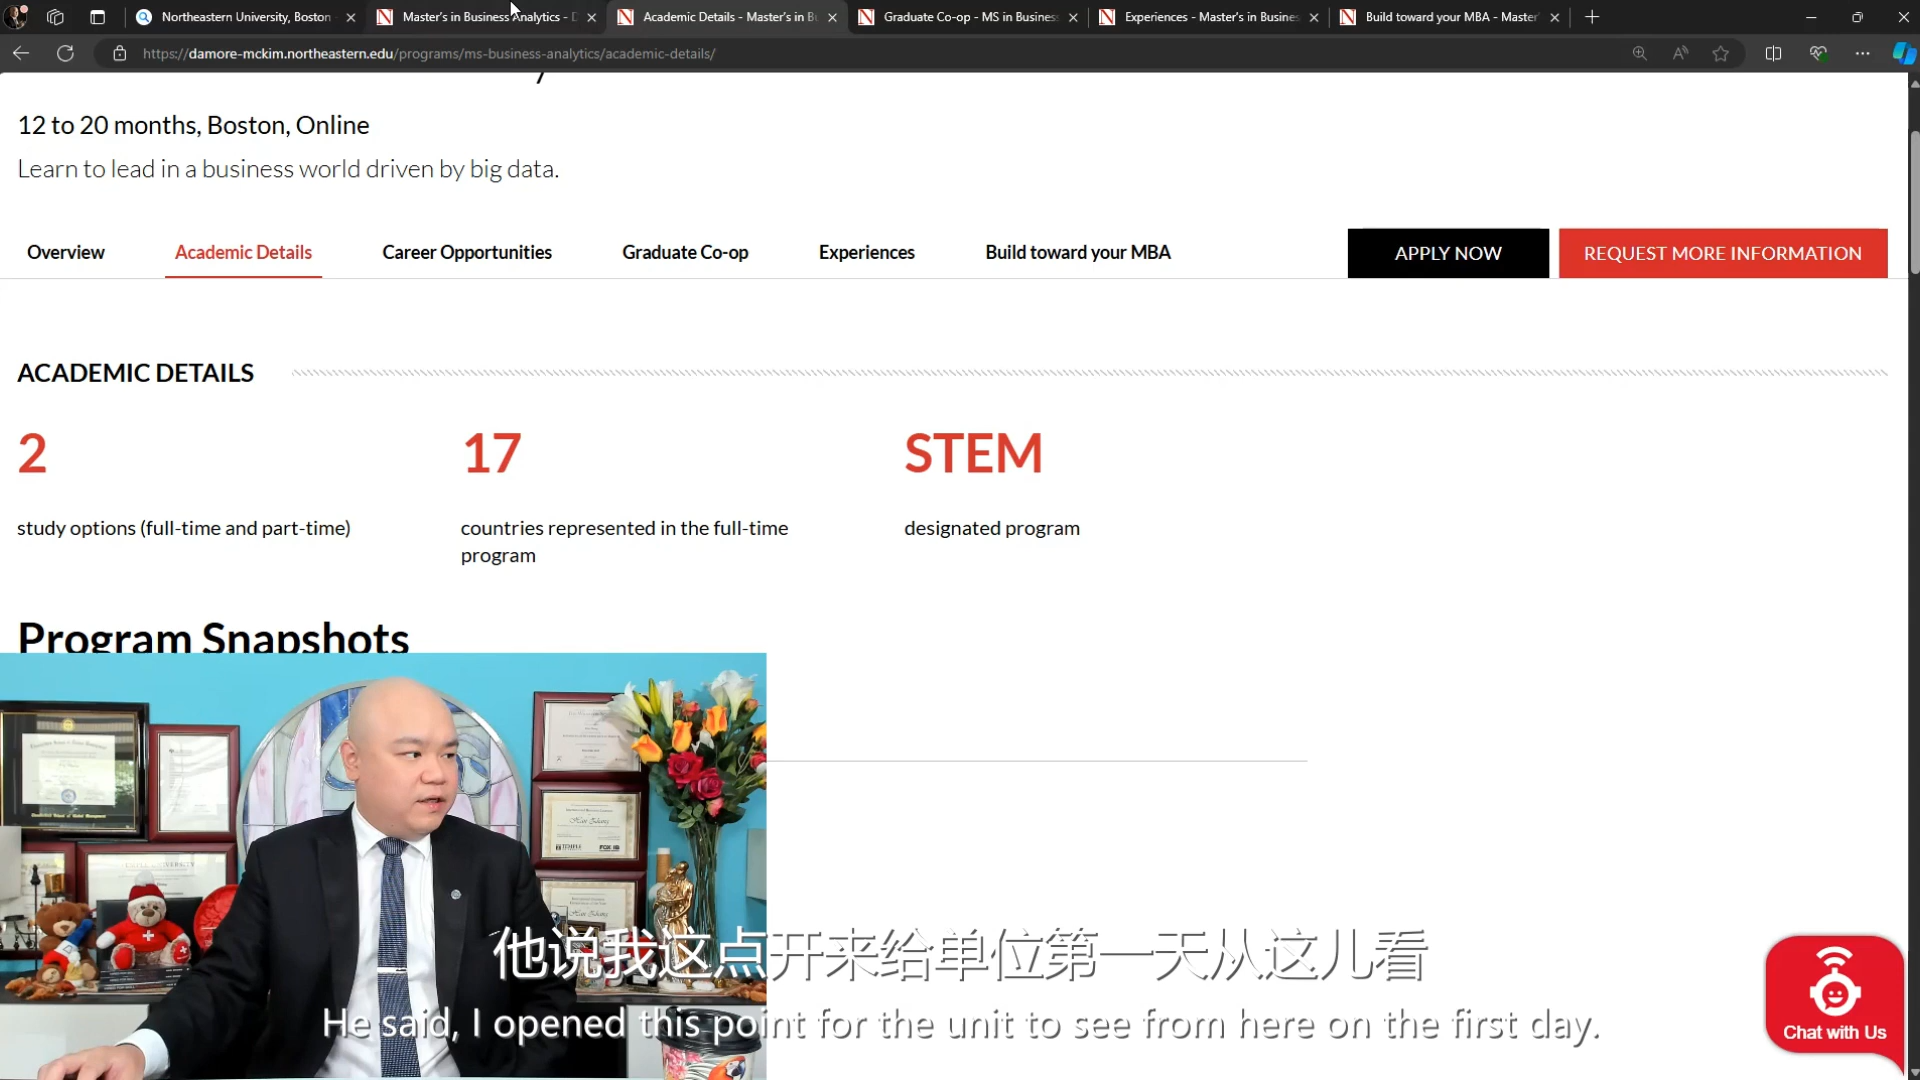 Northeastern University, Boston
Master's in Business Analytics - D
Academic Details - Master's in Bu
Graduate Co-op - MS in Business
Experiences - Master's in Busines
Build toward your MBA - Master'
https://damore-mckim.northeastern.edu/programs/ms-business-analytics/academic-details/
12 to 20 months, Boston, Online
Learn to lead in a business world driven by big data.
Overview
Academic Details
Career Opportunities
Graduate Co-op
Experiences
Build toward your MBA
APPLY NOW
REQUEST MORE INFORMATION
ACADEMIC DETAILS
2
17
STEM
study options (full-time and part-time)
countries represented in the full-time
program
designated program
Program Snapshots
TEMPLE
FOX
他说我这点开来给单位第一天从这儿看
He said, I opened this point for the unit to see from here on the first day.
Chat with Us